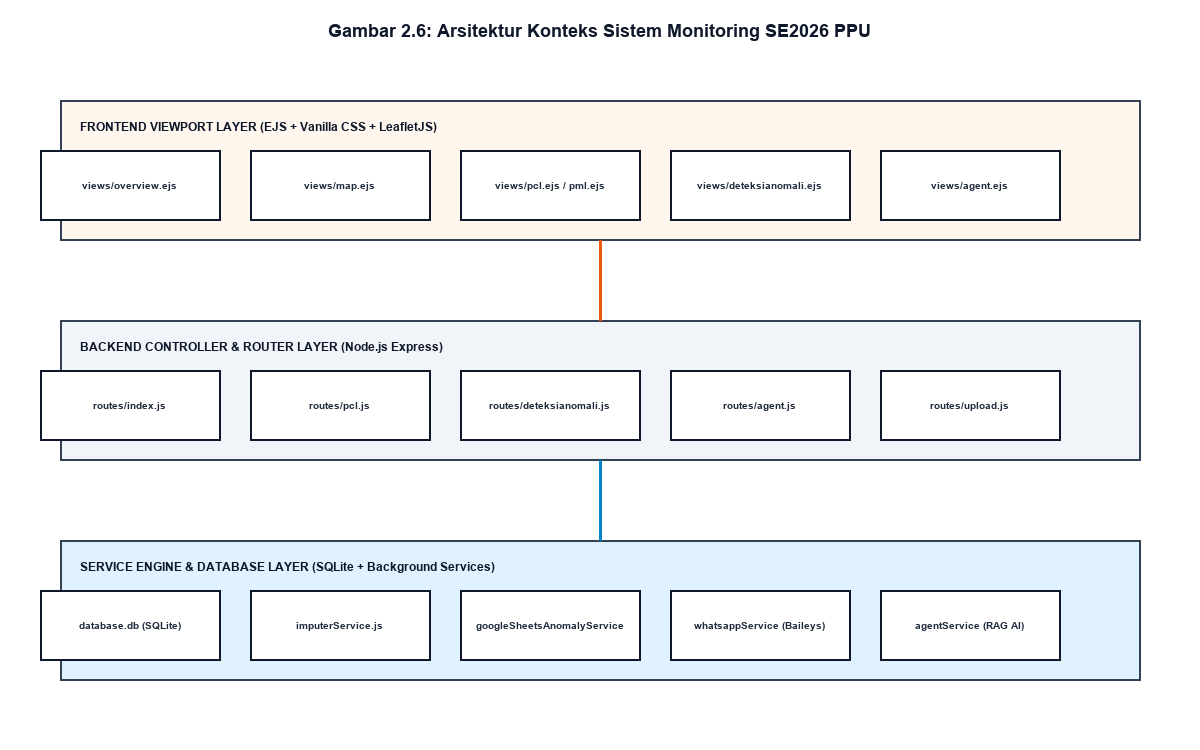 Gambar 2.6: Arsitektur Konteks Sistem Monitoring SE2026 PPU
FRONTEND VIEWPORT LAYER (EJS + Vanilla CSS + LeafletJS)
views/overview.ejs
views/map.ejs
views/pcl.ejs / pml.ejs
views/deteksianomali.ejs
views/agent.ejs
BACKEND CONTROLLER & ROUTER LAYER (Node.js Express)
routes/index.js
routes/pcl.js
routes/deteksianomali.js
routes/agent.js
routes/upload.js
SERVICE ENGINE & DATABASE LAYER (SQLite + Background Services)
database.db (SQLite)
imputerService.js
googleSheetsAnomalyService
whatsappService (Baileys)
agentService (RAG AI)